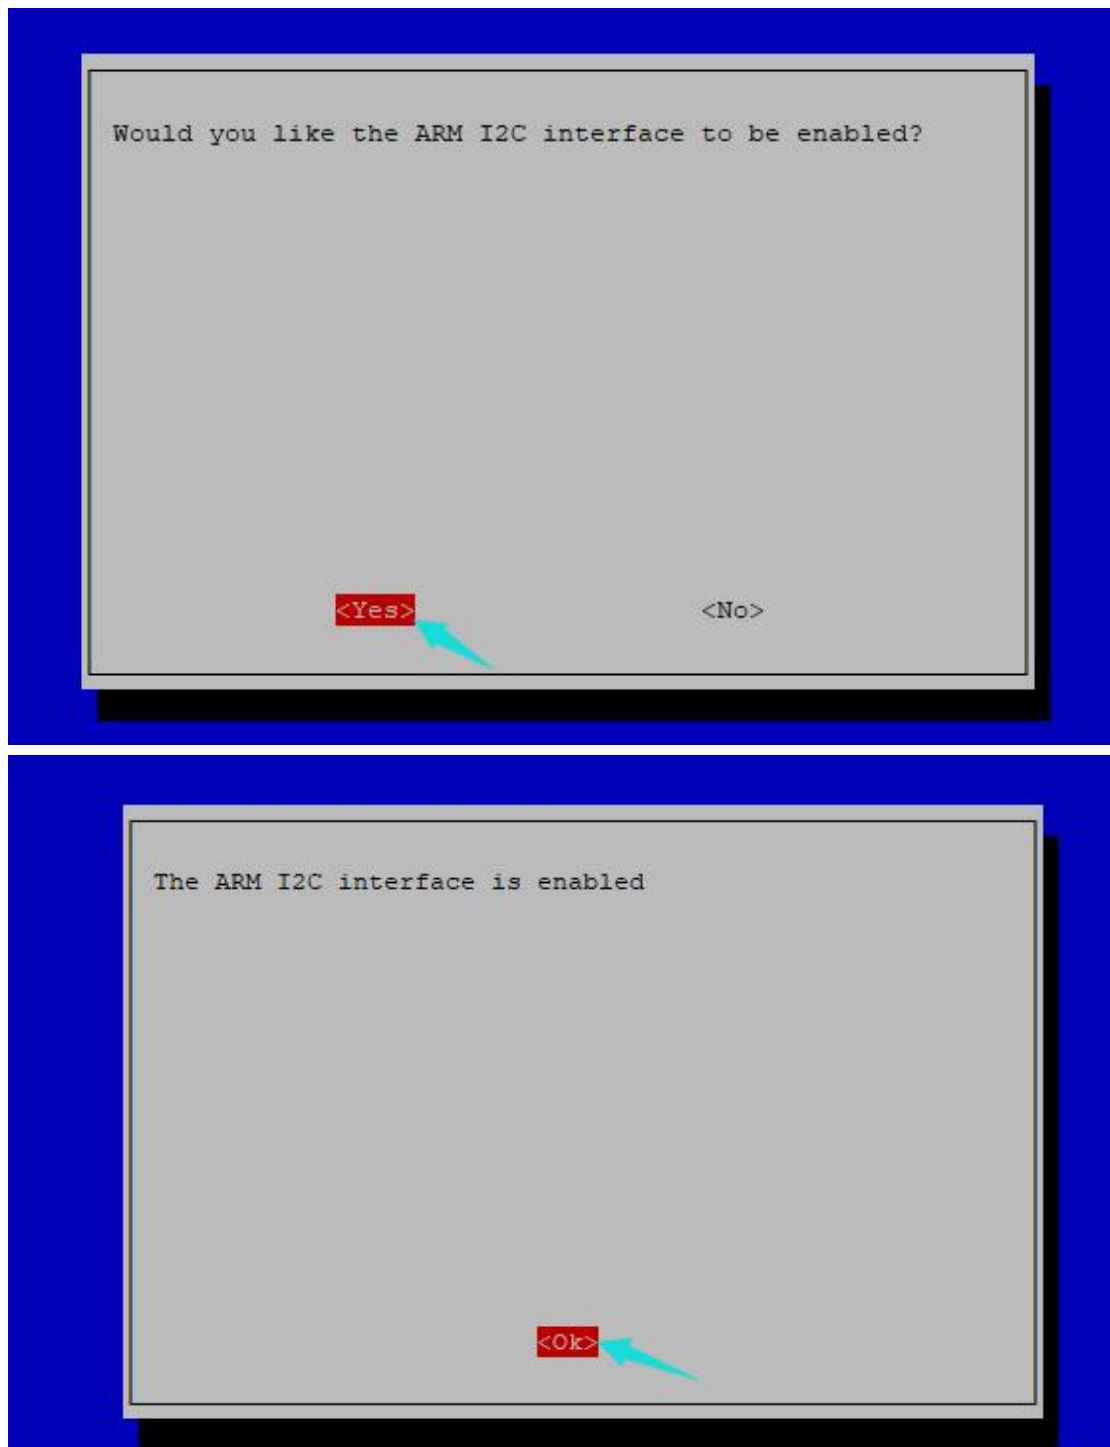 Would you like the ARM I2C interface to be enabled?
<Yes> <No>
The ARM I2C interface is enabled
<Ok>